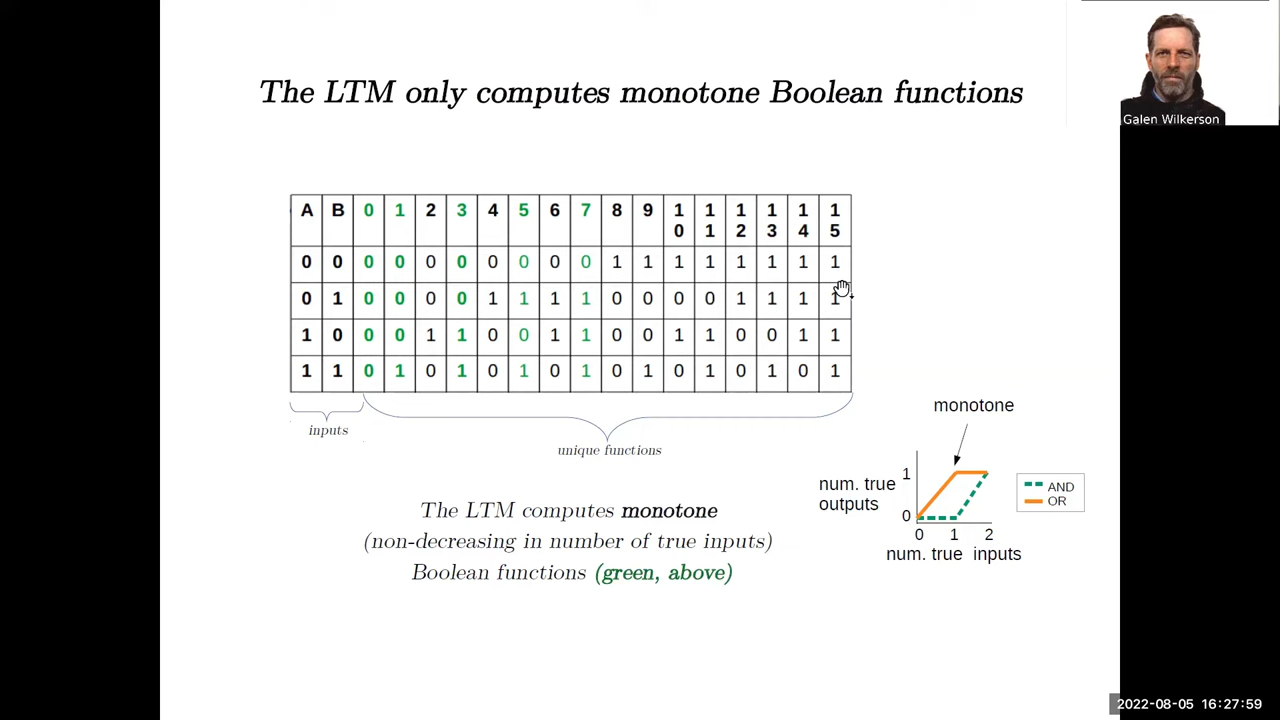 Galen Wilkerson
The LTM only computes monotone Boolean functions
A B 0 1 2 3 4 5 6 7 8 9 10 11 12 13 14 15
0 0 0 0 0 0 0 0 0 0 1 1 1 1 1 1 1 1
0 1 0 0 0 0 1 1 1 1 0 0 0 0 1 1 1 1
1 0 0 0 1 1 0 0 1 1 0 0 1 1 0 0 1 1
1 1 0 1 0 1 0 1 0 1 0 1 0 1 0 1 0 1
inputs
unique functions
The LTM computes monotone
(non-decreasing in number of true inputs)
Boolean functions (green, above)
monotone
num. true
outputs
1
0
0 1 2
num. true inputs
AND
OR
2022-08-05 16:27:59